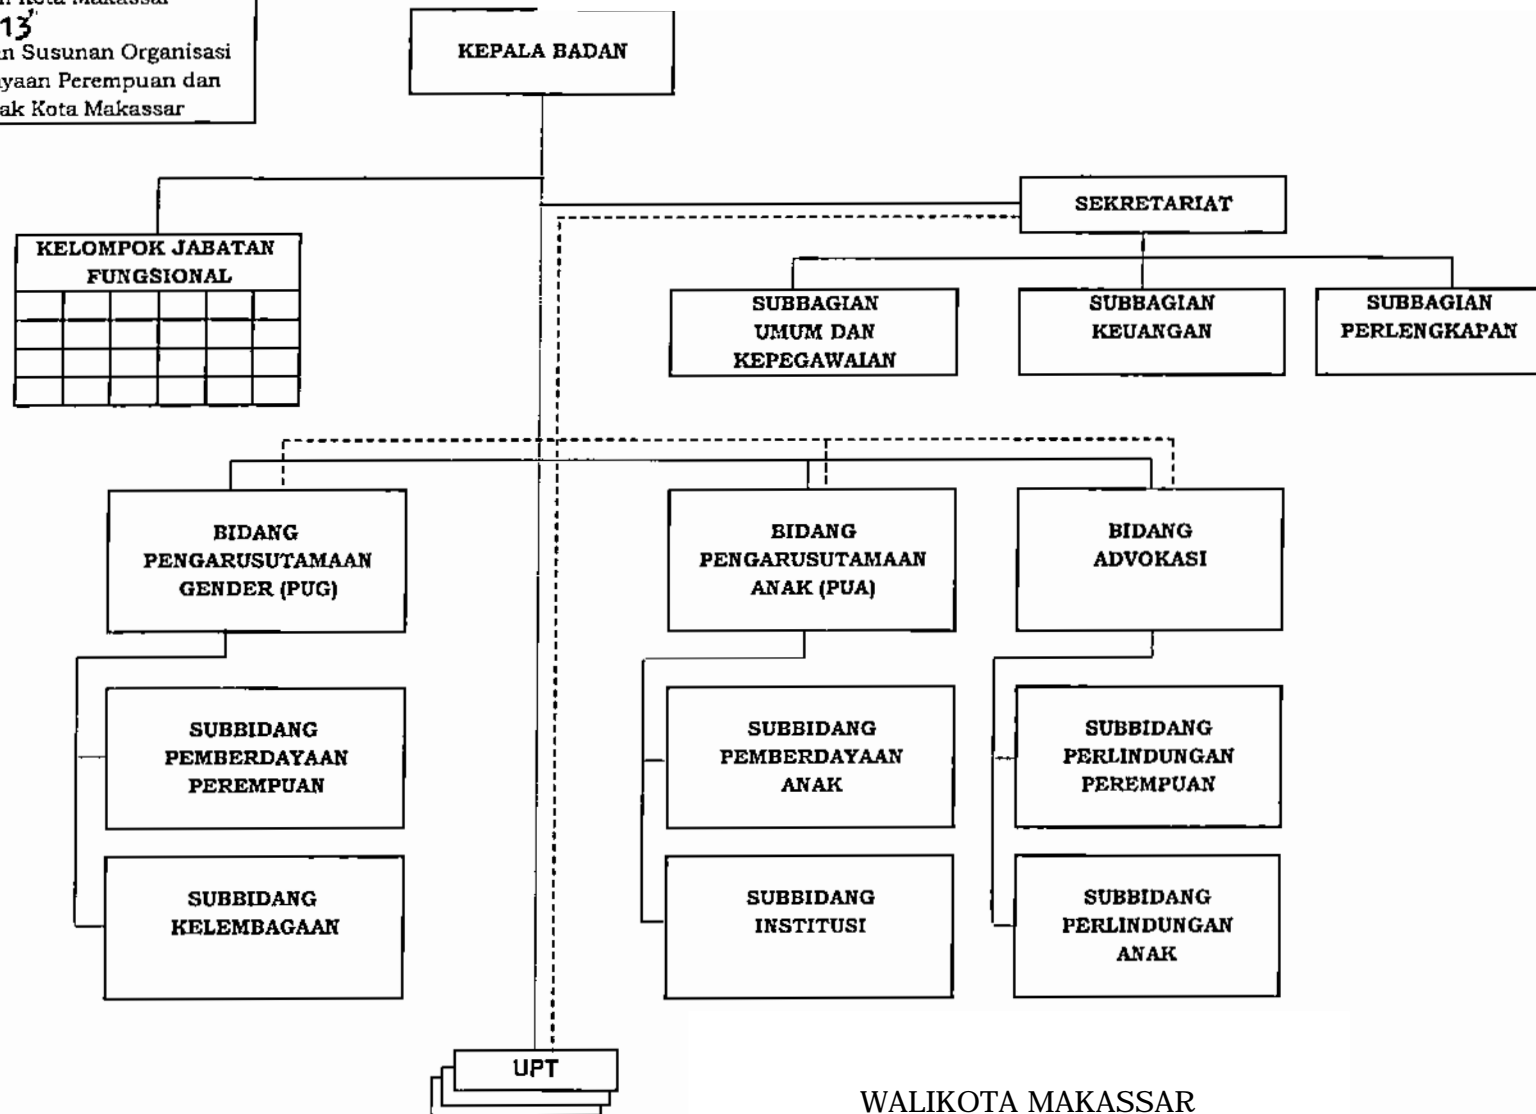 Kota Makassar
13
Susunan Organisasi
Perempuan dan
Kota Makassar
KEPALA BADAN
SEKRETARIAT
KELOMPOK JABATAN
FUNGSIONAL
SUBBAGIAN
UMUM DAN
KEPEGAWAIAN
SUBBAGIAN
KEUANGAN
SUBBAGIAN
PERLENGKAPAN
BIDANG
PENGARUSUTAMAAN
GENDER (PUG)
BIDANG
PENGARUSUTAMAAN
ANAK (PUA)
BIDANG
ADVOKASI
SUBBIDANG
PEMBERDAYAAN
PEREMPUAN
SUBBIDANG
PEMBERDAYAAN
ANAK
SUBBIDANG
PERLINDUNGAN
PEREMPUAN
SUBBIDANG
KELEMBAGAAN
SUBBIDANG
INSTITUSI
SUBBIDANG
PERLINDUNGAN
ANAK
UPT
WALIKOTA MAKASSAR